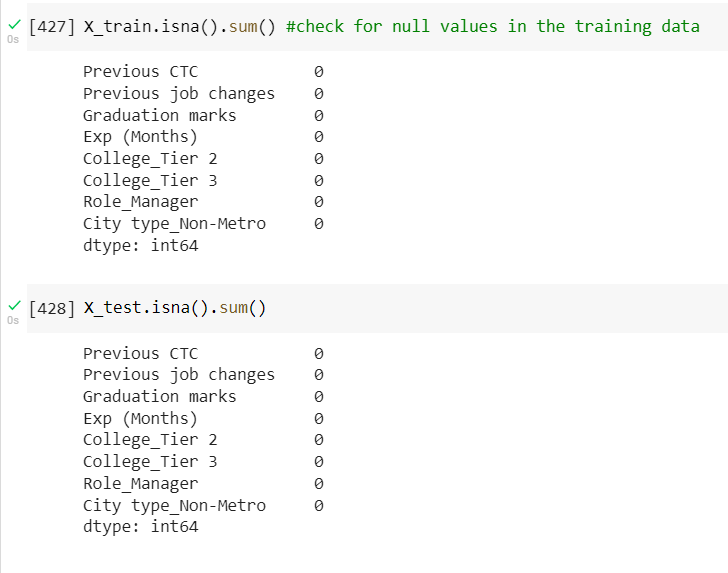 [427] X_train.isna().sum() #check for null values in the training data
0s
Previous CTC 0
Previous job changes 0
Graduation marks 0
Exp (Months) 0
College_Tier 2 0
College_Tier 3 0
Role_Manager 0
City type_Non-Metro 0
dtype: int64
[428] X_test.isna().sum()
0s
Previous CTC 0
Previous job changes 0
Graduation marks 0
Exp (Months) 0
College_Tier 2 0
College_Tier 3 0
Role_Manager 0
City type_Non-Metro 0
dtype: int64